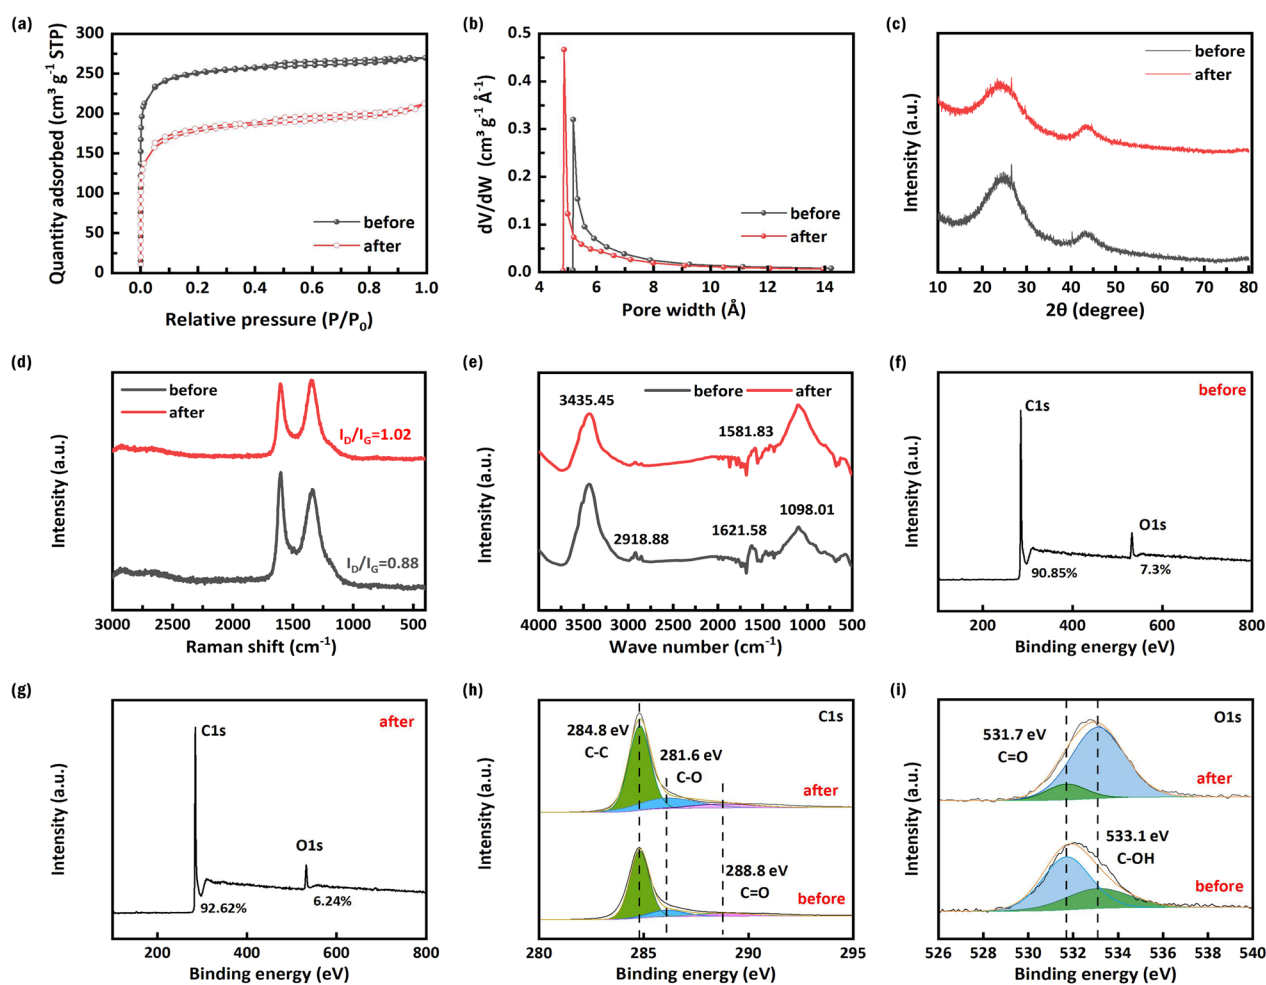 (a)
300
250
200
150
100
50
0
Quantity adsorbed (cm³ g⁻¹ STP)
before
after
0.0 0.2 0.4 0.6 0.8 1.0
Relative pressure (P/P₀)
(b)
0.5
0.4
0.3
0.2
0.1
0.0
dV/dW (cm³ g⁻¹ Å⁻¹)
before
after
4 6 8 10 12 14
Pore width (Å)
(c)
Intensity (a.u.)
before
after
10 20 30 40 50 60 70 80
2θ (degree)
(d)
Intensity (a.u.)
before
after
I_D/I_G=1.02
I_D/I_G=0.88
3000 2500 2000 1500 1000 500
Raman shift (cm⁻¹)
(e)
Intensity (a.u.)
before after
3435.45
1581.83
2918.88
1621.58
1098.01
4000 3500 3000 2500 2000 1500 1000 500
Wave number (cm⁻¹)
(f)
Intensity (a.u.)
before
C1s
O1s
90.85%
7.3%
200 400 600 800
Binding energy (eV)
(g)
Intensity (a.u.)
after
C1s
O1s
92.62%
6.24%
200 400 600 800
Binding energy (eV)
(h)
Intensity (a.u.)
C1s
284.8 eV
C-C
281.6 eV
C-O
after
288.8 eV
C=O
before
280 285 290 295
Binding energy (eV)
(i)
Intensity (a.u.)
O1s
531.7 eV
C=O
after
533.1 eV
C-OH
before
526 528 530 532 534 536 538 540
Binding energy (eV)